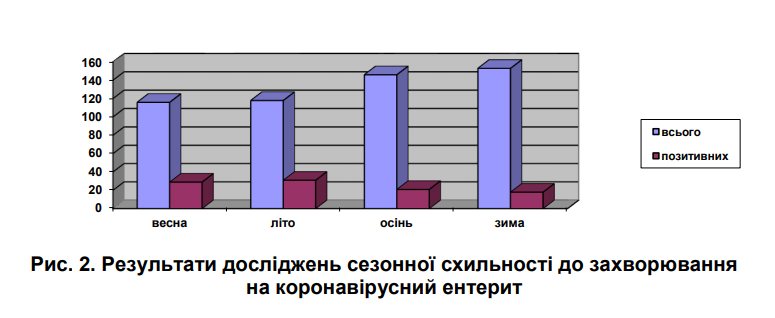 160
140
120
100
80
60
40
20
0
весна літо осінь зима
всього
позитивних
Рис. 2. Результати досліджень сезонної схильності до захворювання
на коронавірусний ентерит